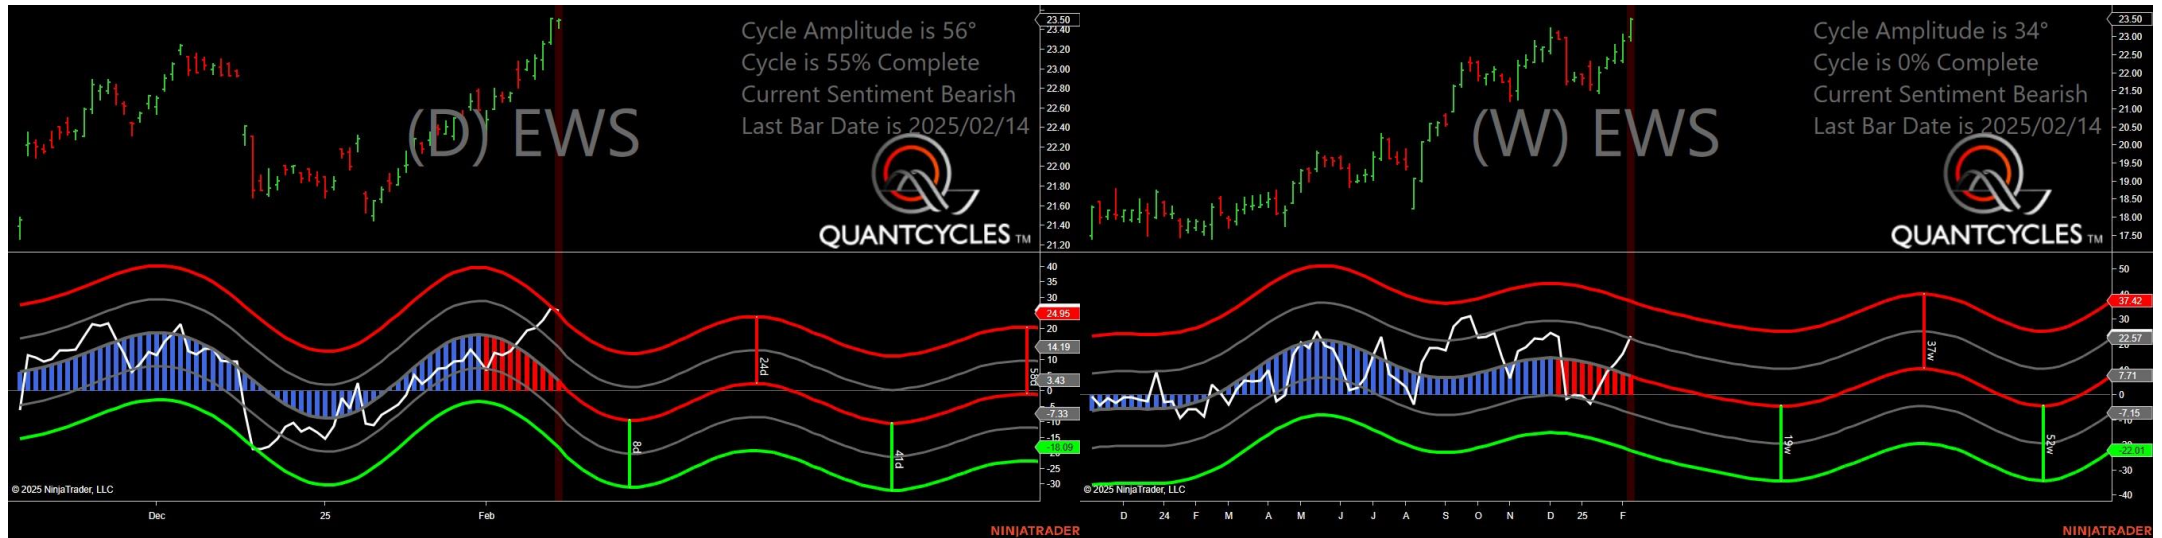 Cycle Amplitude is 56°
Cycle is 55% Complete
Current Sentiment Bearish
Last Bar Date is 2025/02/14
(D) EWS
QUANTCYCLES TM
23.50
23.40
23.20
23.00
22.80
22.60
22.40
22.20
22.00
21.80
21.60
21.40
21.20
40
35
30
24.95
20
14.19
10
3.43
0
-7.33
-10
-15
-18.09
-25
-30
24d
58d
8d
41d
© 2025 NinjaTrader, LLC
Dec
25
Feb
NINJATRADER
Cycle Amplitude is 34°
Cycle is 0% Complete
Current Sentiment Bearish
Last Bar Date is 2025/02/14
(W) EWS
QUANTCYCLES TM
23.50
23.00
22.50
22.00
21.50
21.00
20.50
20.00
19.50
19.00
18.50
18.00
17.50
50
37.42
30
22.57
7.71
0
-7.15
-22.01
-30
-40
37w
19w
52w
© 2025 NinjaTrader, LLC
D
24
F
M
A
M
J
J
A
S
O
N
D
25
F
NINJATRADER